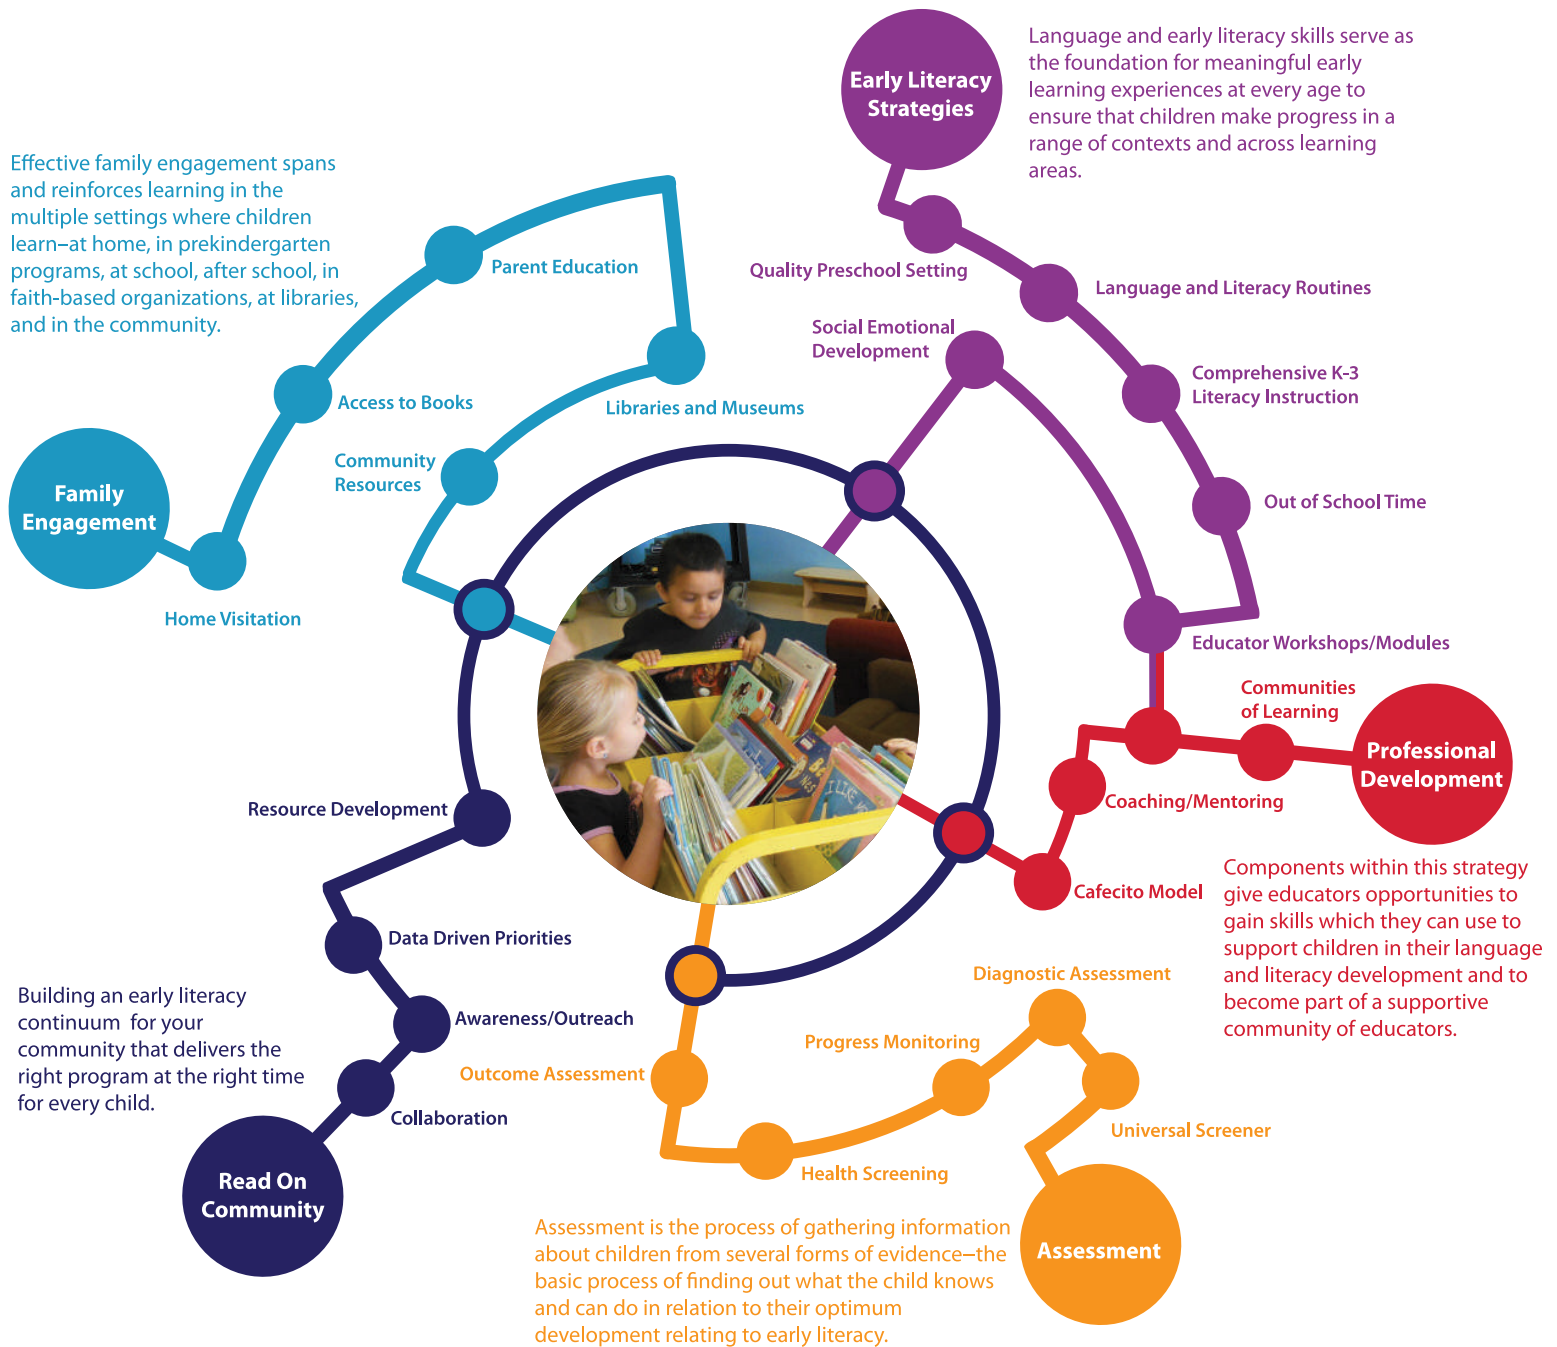 Early Literacy
Strategies
Language and early literacy skills serve as
the foundation for meaningful early
learning experiences at every age to
ensure that children make progress in a
range of contexts and across learning
areas.
Quality Preschool Setting
Language and Literacy Routines
Social Emotional
Development
Comprehensive K-3
Literacy Instruction
Out of School Time
Educator Workshops/Modules
Effective family engagement spans
and reinforces learning in the
multiple settings where children
learn–at home, in prekindergarten
programs, at school, after school, in
faith-based organizations, at libraries,
and in the community.
Parent Education
Access to Books
Libraries and Museums
Community
Resources
Family
Engagement
Home Visitation
Communities
of Learning
Professional
Development
Coaching/Mentoring
Cafecito Model
Components within this strategy
give educators opportunities to
gain skills which they can use to
support children in their language
and literacy development and to
become part of a supportive
community of educators.
Resource Development
Data Driven Priorities
Awareness/Outreach
Collaboration
Building an early literacy
continuum  for your
community that delivers the
right program at the right time
for every child.
Read On
Community
Diagnostic Assessment
Progress Monitoring
Outcome Assessment
Universal Screener
Health Screening
Assessment is the process of gathering information
about children from several forms of evidence–the
basic process of finding out what the child knows
and can do in relation to their optimum
development relating to early literacy.
Assessment
I LIKE